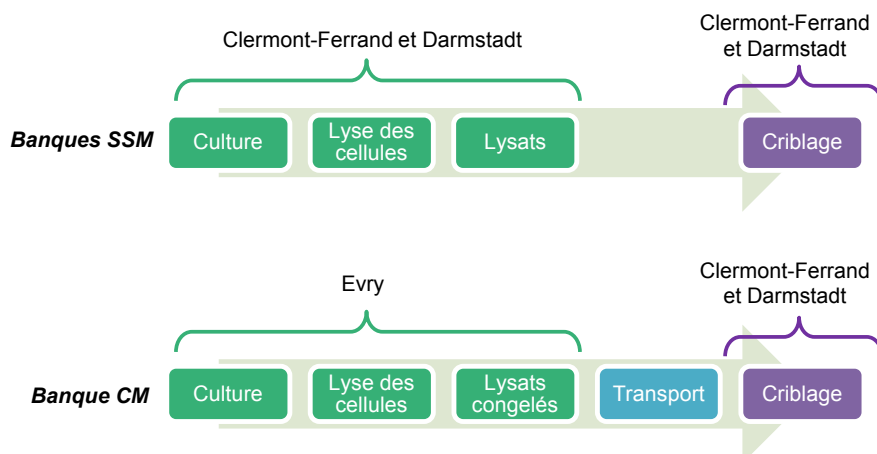 Clermont-Ferrand et Darmstadt
Clermont-Ferrand
et Darmstadt
Banques SSM
Culture
Lyse des
cellules
Lysats
Criblage
Evry
Clermont-Ferrand
et Darmstadt
Banque CM
Culture
Lyse des
cellules
Lysats
congelés
Transport
Criblage